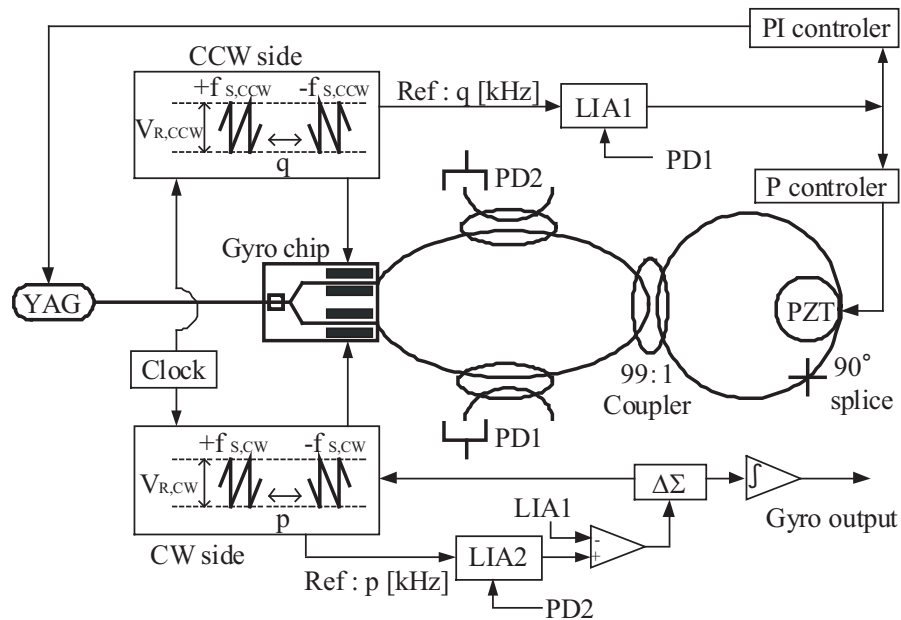 PI controler
CCW side
+f S,CCW
-f S,CCW
Ref : q [kHz]
LIA1
V R,CCW
q
PD1
PD2
P controler
Gyro chip
YAG
PZT
Clock
99:1
Coupler
90°
splice
+f S,CW
-f S,CW
PD1
V R,CW
p
ΔΣ
∫
LIA1
-
+
Gyro output
CW side
LIA2
Ref : p [kHz]
PD2